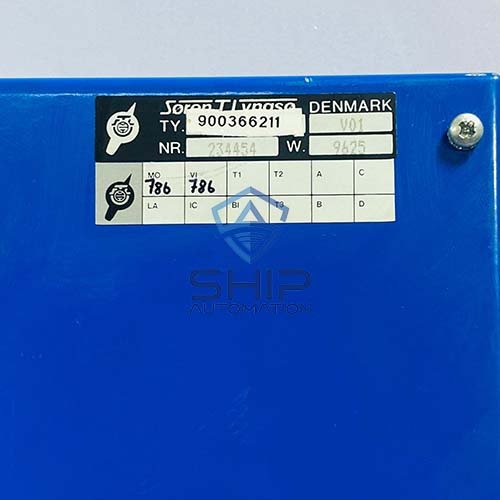 Søren T Lyngsø DENMARK
TY. 900366211 V01
NR. 234454 W. 9625
MO VI T1 T2 A C
786 786
LA IC BI T3 B D
SHIP
AUTOMATION